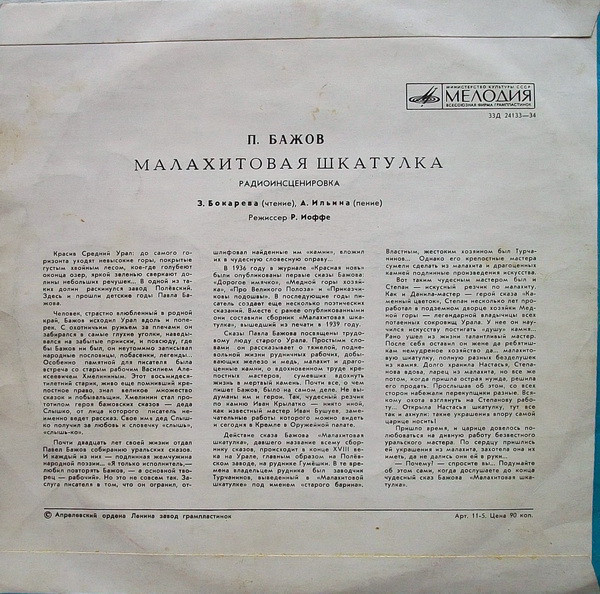 МИНИСТЕРСТВО КУЛЬТУРЫ СССР
МЕЛОДИЯ
ВСЕСОЮЗНАЯ ФИРМА ГРАМПЛАСТИНОК
33Д 24133—34
П. БАЖОВ
МАЛАХИТОВАЯ ШКАТУЛКА
РАДИОИНСЦЕНИРОВКА
З. Бокарева (чтение), А. Ильина (пение)
Режиссер Р. Иоффе
Красив Средний Урал: до самого го-
ризонта уходят невысокие горы, покрытые
густым хвойным лесом, кое-где голубеют
оконца озер, яркой зеленью сверкают до-
лины небольших речушек... В одной из та-
ких долин раскинулся завод Полевский.
Здесь и прошли детские годы Павла Ба-
жова.
Человек, страстно влюбленный в родной
край, Бажов исходил Урал вдоль и попе-
рек. С охотничьим ружьем за плечами он
забирался в самые глухие уголки, наведы-
вался на забытые прииски, и повсюду, где
бы Бажов ни был, он неутомимо записывал
народные пословицы, побасенки, легенды...
Особенно памятной для писателя была
встреча со старым рабочим Василием Але-
ксеевичем Хмелининым. Этот восьмидеся-
тилетний старик, живо еще помнивший кре-
постное право, знал великое множество
сказок и побывальщин. Хмелинин стал про-
тотипом героя бажовских сказов — деда
Слышко, от лица которого писатель не-
именно ведет рассказ. Свое имя дед Слыш-
ко получил за любовь к словечку «слышь»,
«слышь-ко».
Почти двадцать лет своей жизни отдал
Павел Бажов собиранию уральских сказов.
И каждый из них — подлинная жемчужина
народной поэзии... «Я только исполнитель,—
любил повторять Бажов, — а основной тво-
рец — рабочий». Но это не совсем так. За-
слуга писателя в том, что он огранил, от-
шлифовал найденные им «камни», вложил
их в чудесную словесную оправу...
В 1936 году в журнале «Красная новь»
были опубликованы первые сказы Бажова:
«Дорогое имячко», «Медной горы хозяй-
ка», «Про Великого Полоза» и «Приказчи-
ковы подошвы». В последующие годы пи-
сатель создает еще несколько поэтических
сказаний. Вместе с ранее опубликованными
они составили сборник «Малахитовая шка-
тулка», вышедший из печати в 1939 году.
Сказы Павла Бажова посвящены трудо-
вому люду старого Урала. Простыми сло-
вами он рассказывает о тяжелой, подне-
вольной жизни рудничных рабочих, добы-
вающих железо и медь, малахит и драго-
ценные камни, о вдохновенном труде кре-
постных мастеров, сумевших вдохнуть
жизнь в мертвый камень. Почти все, о чем
пишет Бажов, было на самом деле. Не вы-
думаны им и герои. Так, чудесный резчик
по камню Иван Крылатко — никто иной,
как известный мастер Иван Бушуев, заме-
чательные работы которого можно видеть
и сегодня в Кремле в Оружейной палате.
Действие сказа Бажова «Малахитовая
шкатулка», давшего название всему сбор-
нику сказов, происходит в конце XVIII ве-
ка на Урале, главным образом на Полев-
ском заводе, на руднике Гумёшки. В те вре-
мена владельцем рудника был заводчик
Турчанинов, выведенный в «Малахитовой
шкатулке» под именем «старого барина».
Властным, жестоким хозяином был Турча-
нинов... Однако его крепостные мастера
сумели сделать из малахита и драгоценных
камней подлинные произведения искусства.
Вот таким чудесным мастером был и
Степан — искусный резчик по малахиту.
Как и Данила-мастер — герой сказа «Ка-
менный цветок», Степан несколько лет про-
работал в подземном дворце хозяйки Мед-
ной горы — легендарной владычицы всех
потаенных сокровищ Урала. У нее он нау-
чился искусству постигать «душу» камня...
Рано ушел из жизни талантливый мастер.
После себя оставил он жене да ребятиш-
кам немудреное хозяйство да... малахито-
вую шкатулку, полную разных безделушек
из камня. Долго хранила Настасья, Степа-
нова вдова, ларец из малахита, но все же
потом, когда пришла острая нужда, решила
его продать. Прослышав об этом, со всех
сторон набежали перекупщики разные. Вся-
кому охота взглянуть на Степанову рабо-
ту... Открыла Настасья шкатулку, тут все
так и ахнули: такие украшения впору самой
царице носить.
Пришло время, и царице довелось по-
любоваться на дивную работу безвестного
уральского мастера. По сердцу пришлись
ей украшения из малахита, захотела она их
иметь, да не дались они ей в руки...
— Почему! — спросите вы... Подумайте
об этом сами, когда дослушаете до конца
чудесный сказ Бажова «Малахитовая шка-
тулка».
© Апрелевский ордена Ленина завод грампластинок
Арт. 11-5. Цена 90 коп.